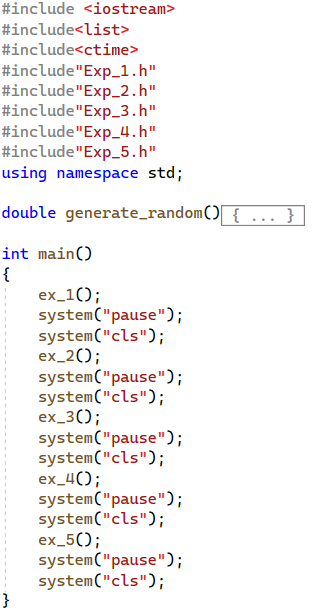 #include <iostream>
#include<list>
#include<ctime>
#include"Exp_1.h"
#include"Exp_2.h"
#include"Exp_3.h"
#include"Exp_4.h"
#include"Exp_5.h"
using namespace std;
double generate_random(){ ... }
int main()
{
ex_1();
system("pause");
system("cls");
ex_2();
system("pause");
system("cls");
ex_3();
system("pause");
system("cls");
ex_4();
system("pause");
system("cls");
ex_5();
system("pause");
system("cls");
}